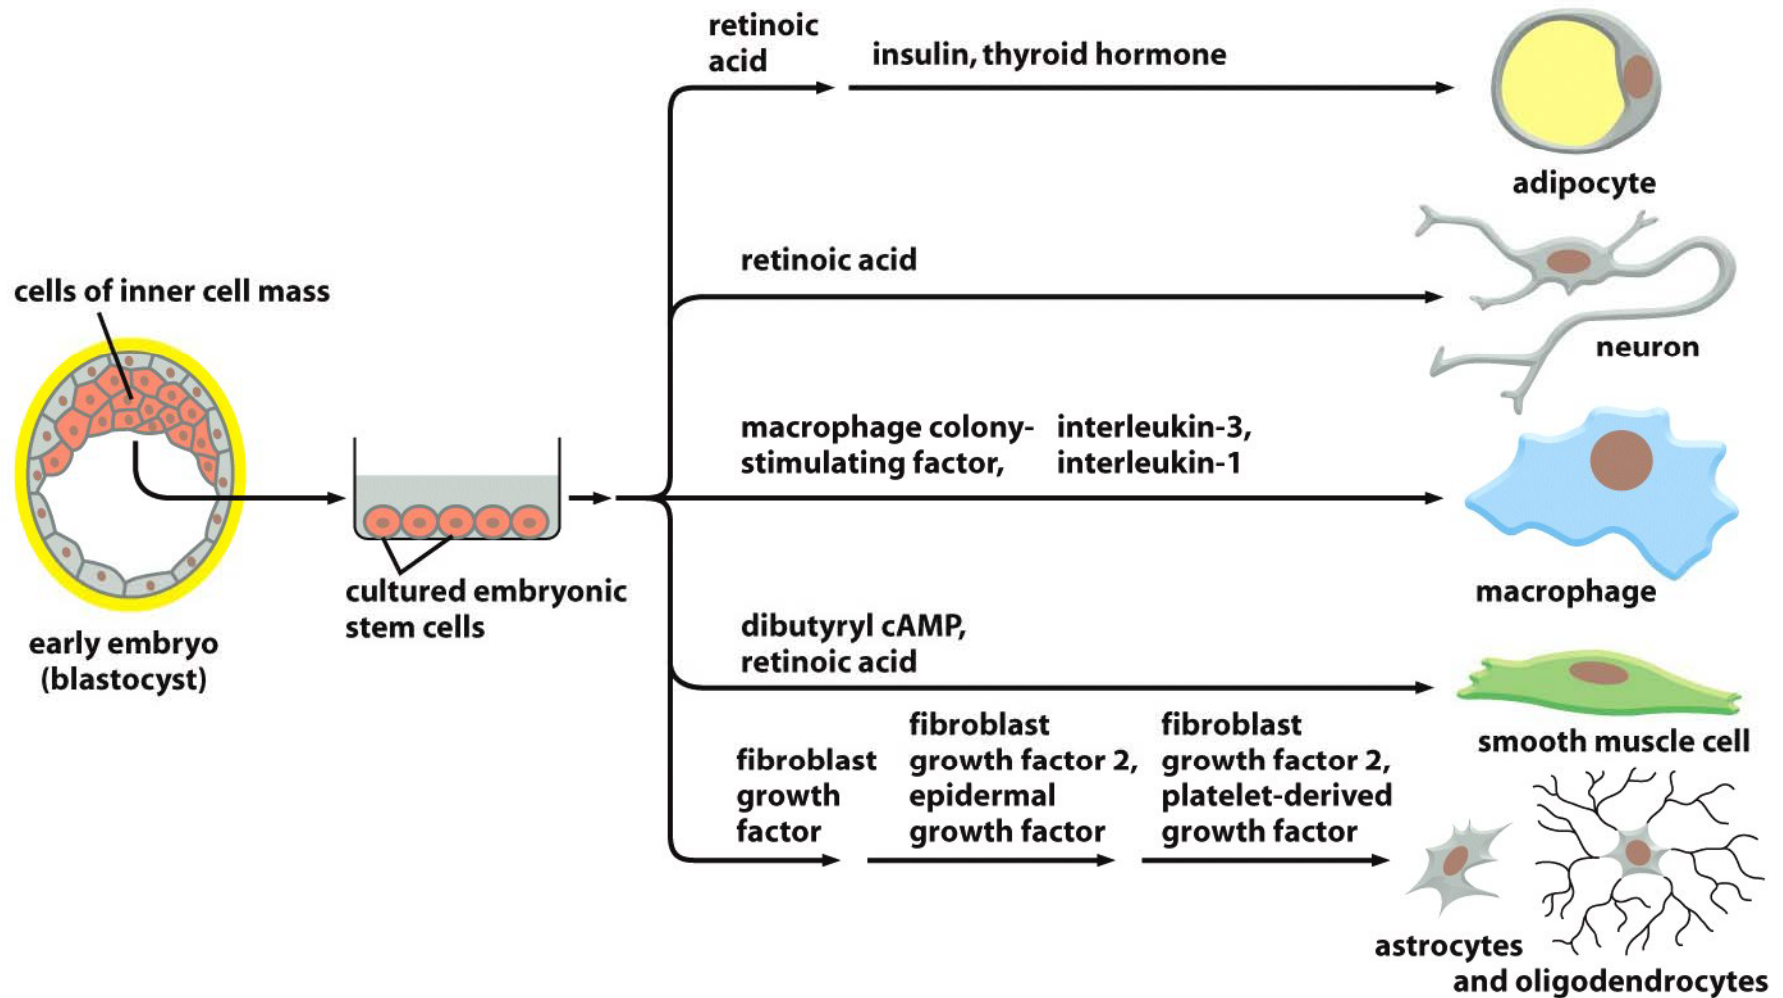 retinoic
acid
insulin, thyroid hormone
adipocyte
retinoic acid
neuron
cells of inner cell mass
macrophage colony-
stimulating factor,
interleukin-3,
interleukin-1
macrophage
cultured embryonic
stem cells
early embryo
(blastocyst)
dibutyryl cAMP,
retinoic acid
smooth muscle cell
fibroblast
growth
factor
fibroblast
growth factor 2,
epidermal
growth factor
fibroblast
growth factor 2,
platelet-derived
growth factor
astrocytes
and oligodendrocytes